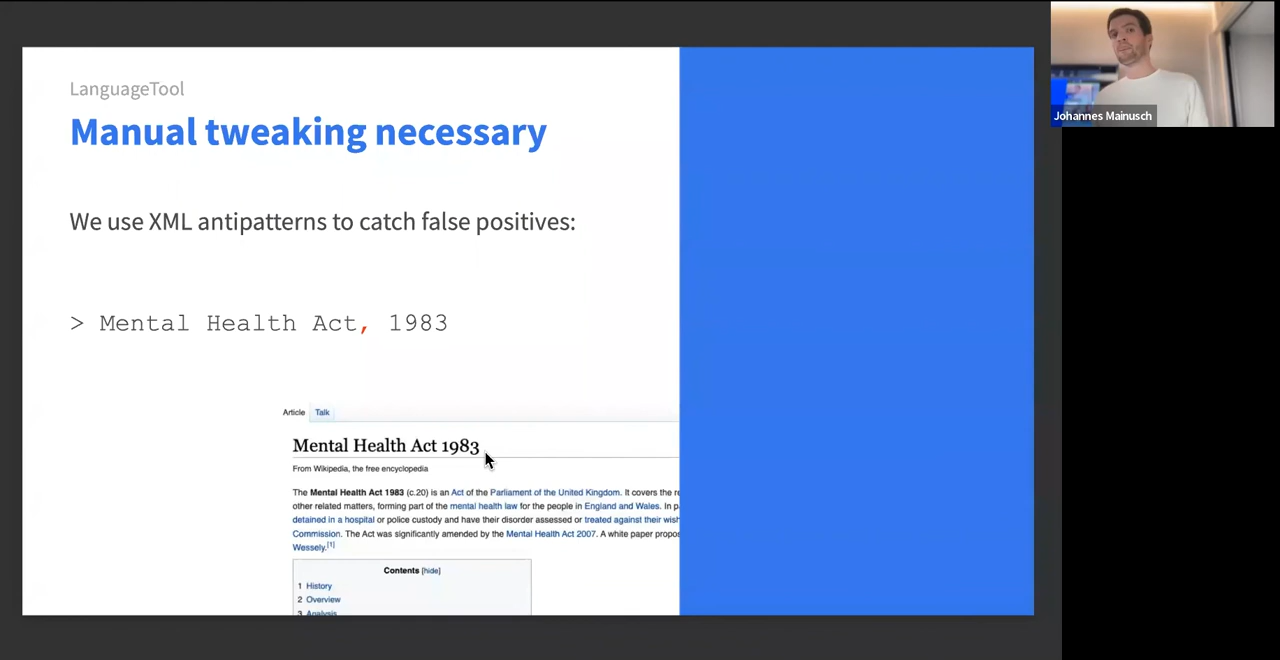 LanguageTool
Manual tweaking necessary
We use XML antipatterns to catch false positives:
> Mental Health Act, 1983
Article Talk
Mental Health Act 1983
From Wikipedia, the free encyclopedia
The Mental Health Act 1983 (c.20) is an Act of the Parliament of the United Kingdom. It covers the re
other related matters, forming part of the mental health law for the people in England and Wales. In p
detained in a hospital or police custody and have their disorder assessed or treated against their wish
Commission. The Act was significantly amended by the Mental Health Act 2007. A white paper propos
Wessely.[1]
Contents [hide]
1 History
2 Overview
3 Analysis
Johannes Mainusch